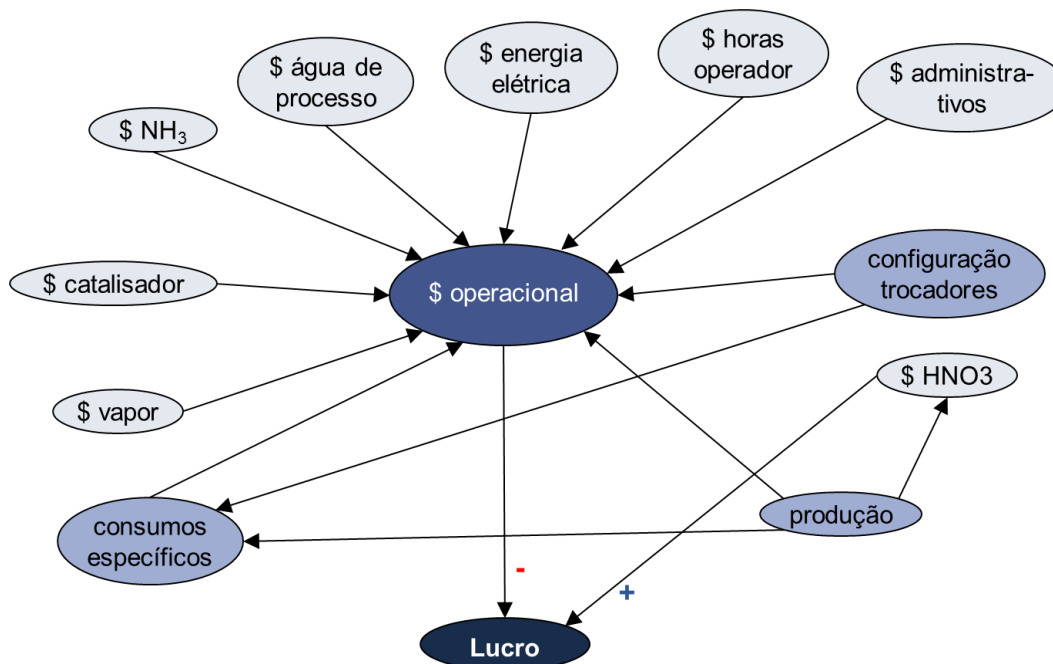 $ água de
processo
$ energia
elétrica
$ horas
operador
$ administra-
tivos
$ NH₃
$ catalisador
$ operacional
configuração
trocadores
$ vapor
$ HNO3
consumos
específicos
produção
-
+
Lucro